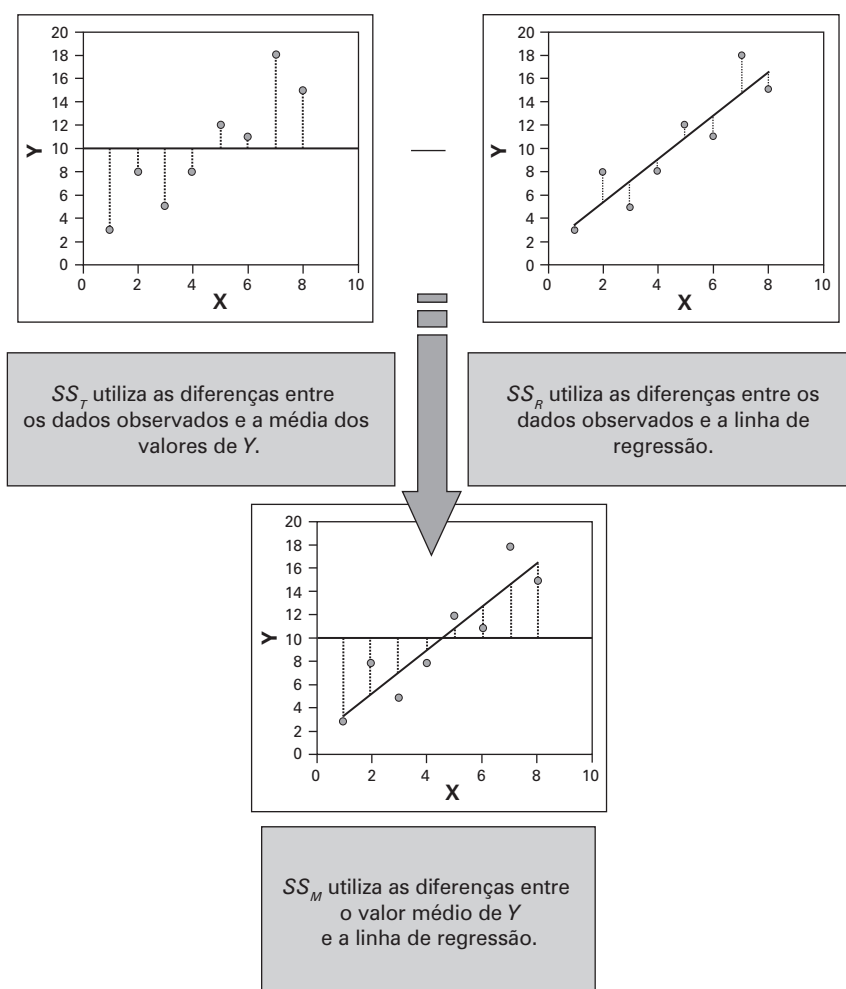 20
18
16
14
12
10
8
6
4
2
0
Y
0 2 4 6 8 10
X
20
18
16
14
12
10
8
6
4
2
0
Y
0 2 4 6 8 10
X
SS_T utiliza as diferenças entre
os dados observados e a média dos
valores de Y.
SS_R utiliza as diferenças entre os
dados observados e a linha de
regressão.
20
18
16
14
12
10
8
6
4
2
0
Y
0 2 4 6 8 10
X
SS_M utiliza as diferenças entre
o valor médio de Y
e a linha de regressão.